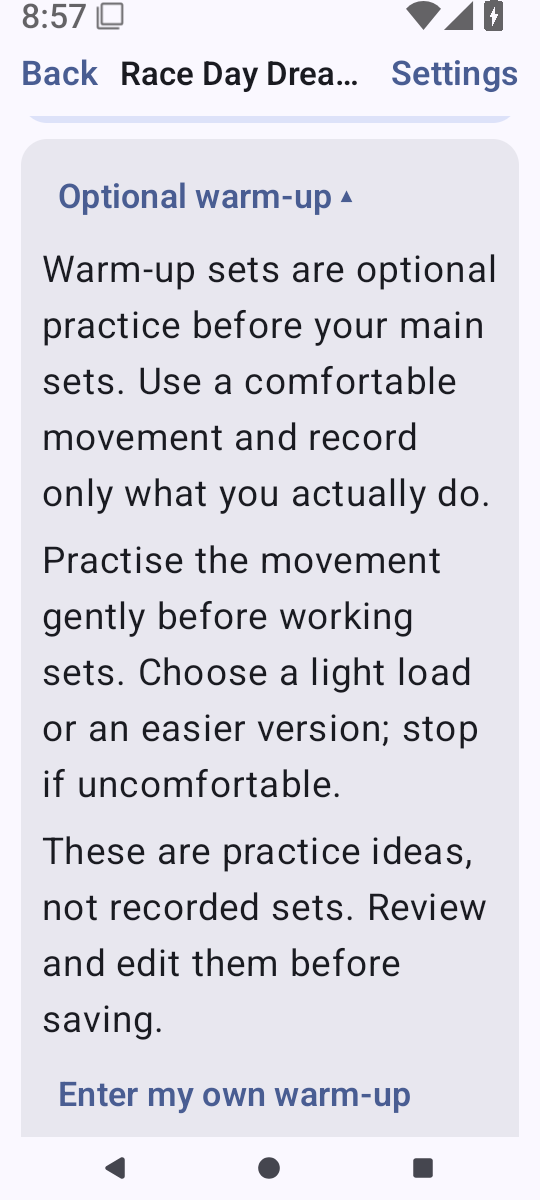 8:57
Back Race Day Drea... Settings
Optional warm-up ▲
Warm-up sets are optional
practice before your main
sets. Use a comfortable
movement and record
only what you actually do.
Practise the movement
gently before working
sets. Choose a light load
or an easier version; stop
if uncomfortable.
These are practice ideas,
not recorded sets. Review
and edit them before
saving.
Enter my own warm-up